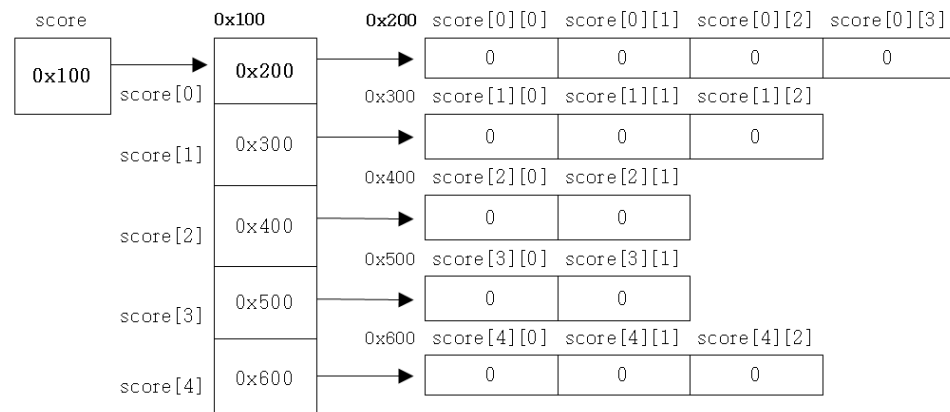 score 0x100 0x200 score[0][0] score[0][1] score[0][2] score[0][3]
0x100 0x200 0 0 0 0
score[0] 0x300 score[1][0] score[1][1] score[1][2]
score[1] 0x300 0 0 0
0x400 score[2][0] score[2][1]
score[2] 0x400 0 0
0x500 score[3][0] score[3][1]
score[3] 0x500 0 0
0x600 score[4][0] score[4][1] score[4][2]
score[4] 0x600 0 0 0